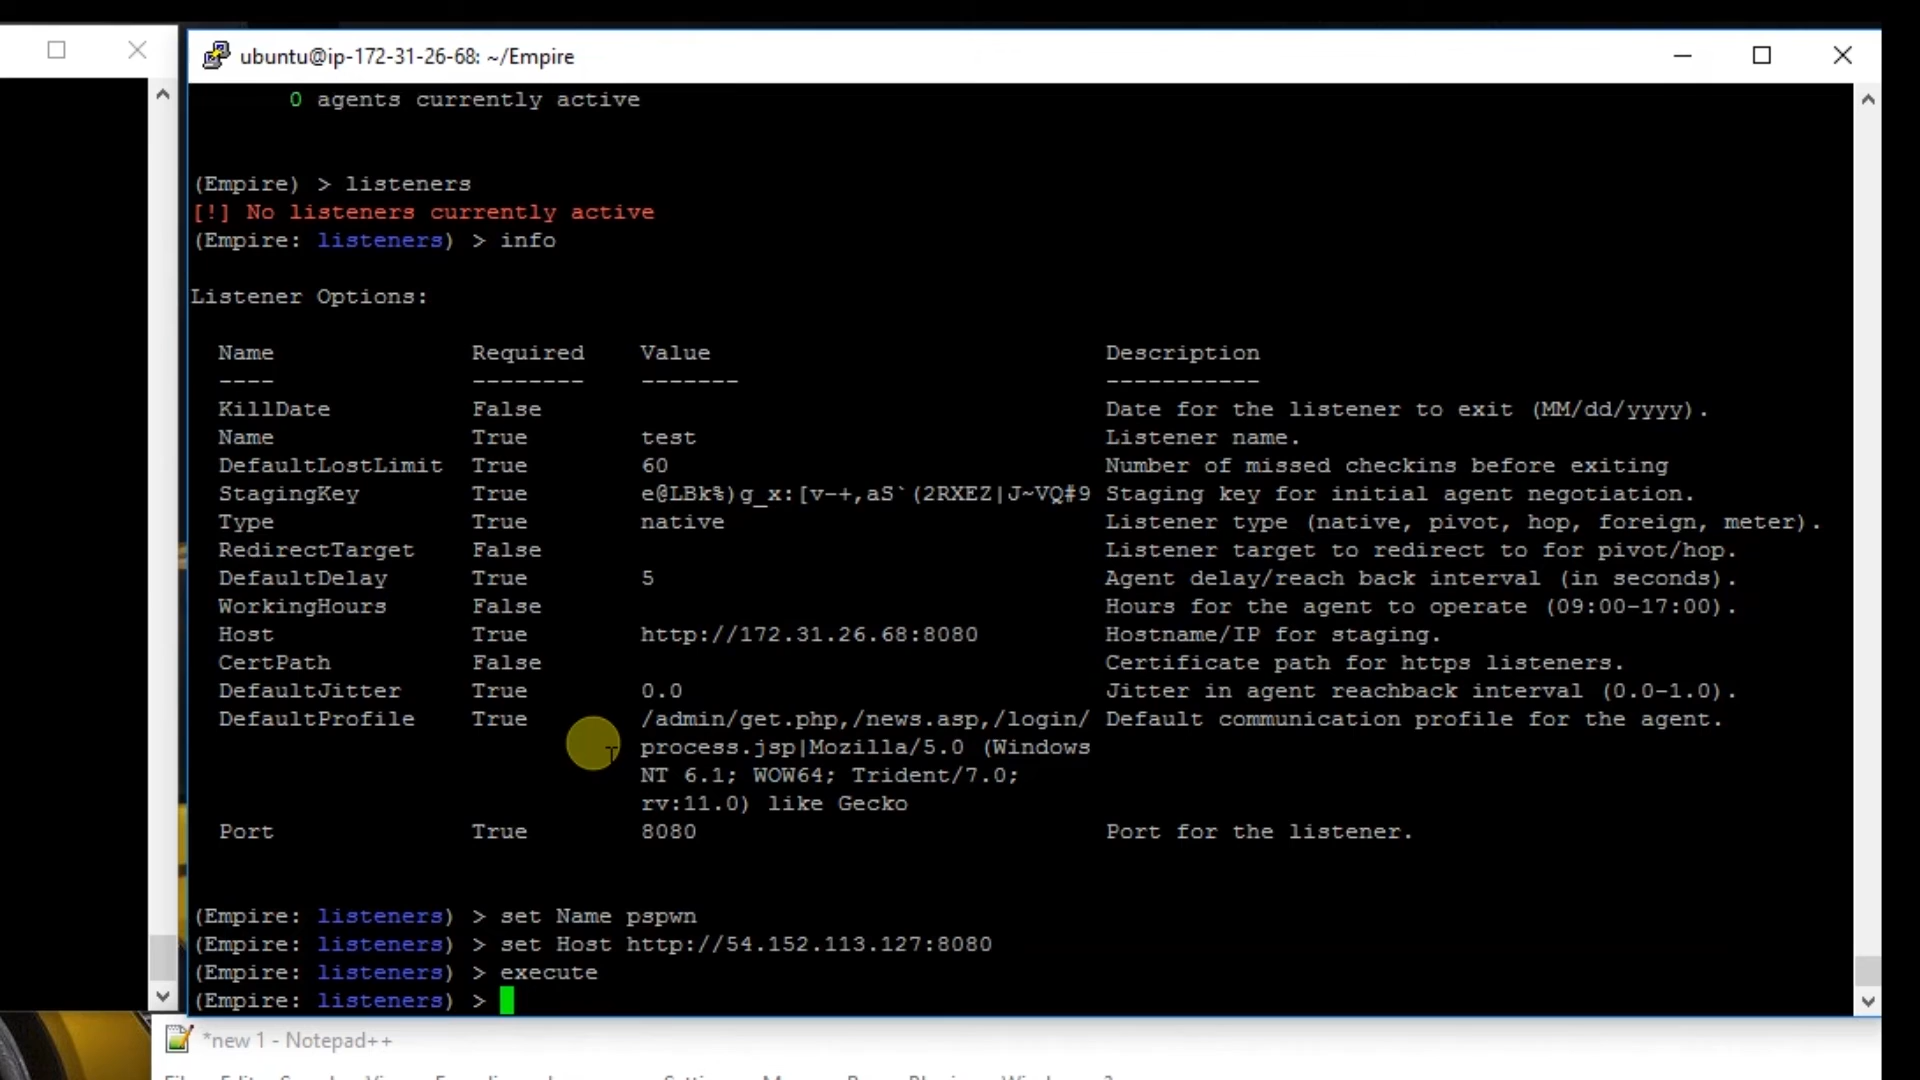 ubuntu@ip-172-31-26-68: ~/Empire
0 agents currently active
(Empire) > listeners
[!] No listeners currently active
(Empire: listeners) > info
Listener Options:
Name Required Value Description
---- -------- ------- -----------
KillDate False Date for the listener to exit (MM/dd/yyyy).
Name True test Listener name.
DefaultLostLimit True 60 Number of missed checkins before exiting
StagingKey True e@LBk%)g_x:[v-+,aS`(2RXEZ|J~VQ#9 Staging key for initial agent negotiation.
Type True native Listener type (native, pivot, hop, foreign, meter).
RedirectTarget False Listener target to redirect to for pivot/hop.
DefaultDelay True 5 Agent delay/reach back interval (in seconds).
WorkingHours False Hours for the agent to operate (09:00-17:00).
Host True http://172.31.26.68:8080 Hostname/IP for staging.
CertPath False Certificate path for https listeners.
DefaultJitter True 0.0 Jitter in agent reachback interval (0.0-1.0).
DefaultProfile True /admin/get.php,/news.asp,/login/ Default communication profile for the agent.
process.jsp|Mozilla/5.0 (Windows
NT 6.1; WOW64; Trident/7.0;
rv:11.0) like Gecko
Port True 8080 Port for the listener.
(Empire: listeners) > set Name pspwn
(Empire: listeners) > set Host http://54.152.113.127:8080
(Empire: listeners) > execute
(Empire: listeners) >
*new 1 - Notepad++